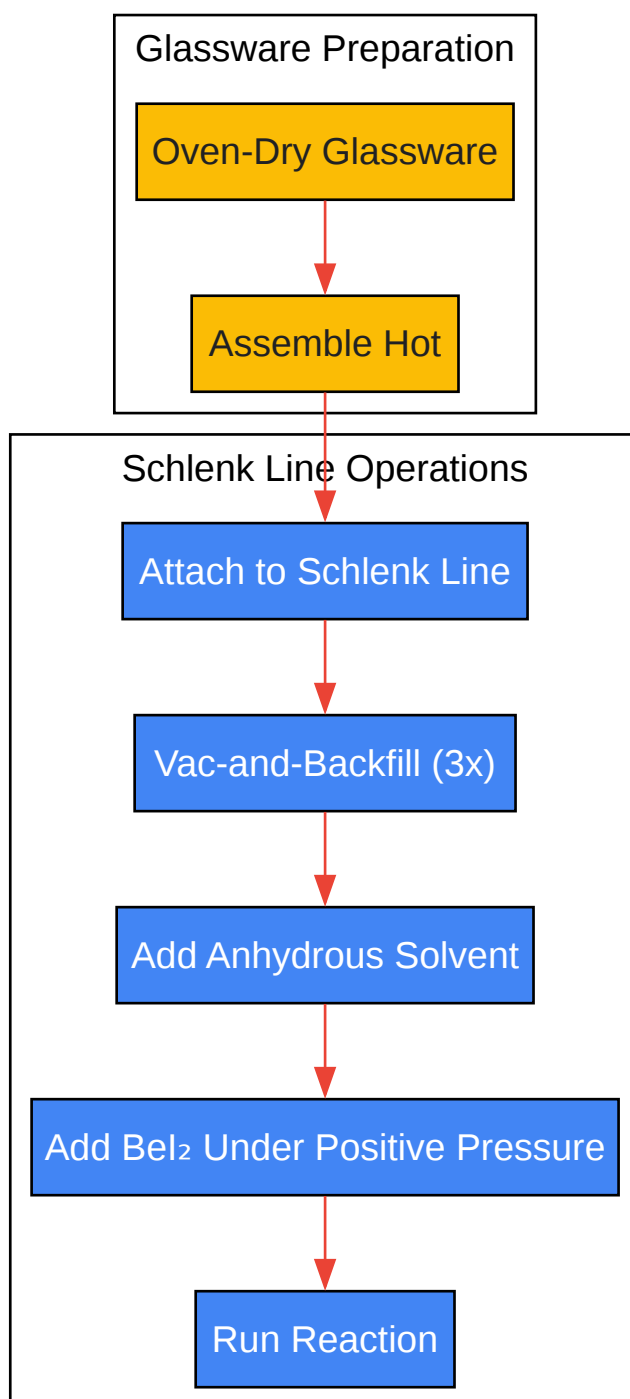 Glassware Preparation
Oven-Dry Glassware
Assemble Hot
Schlenk Line Operations
Attach to Schlenk Line
Vac-and-Backfill (3x)
Add Anhydrous Solvent
Add BeI₂ Under Positive Pressure
Run Reaction